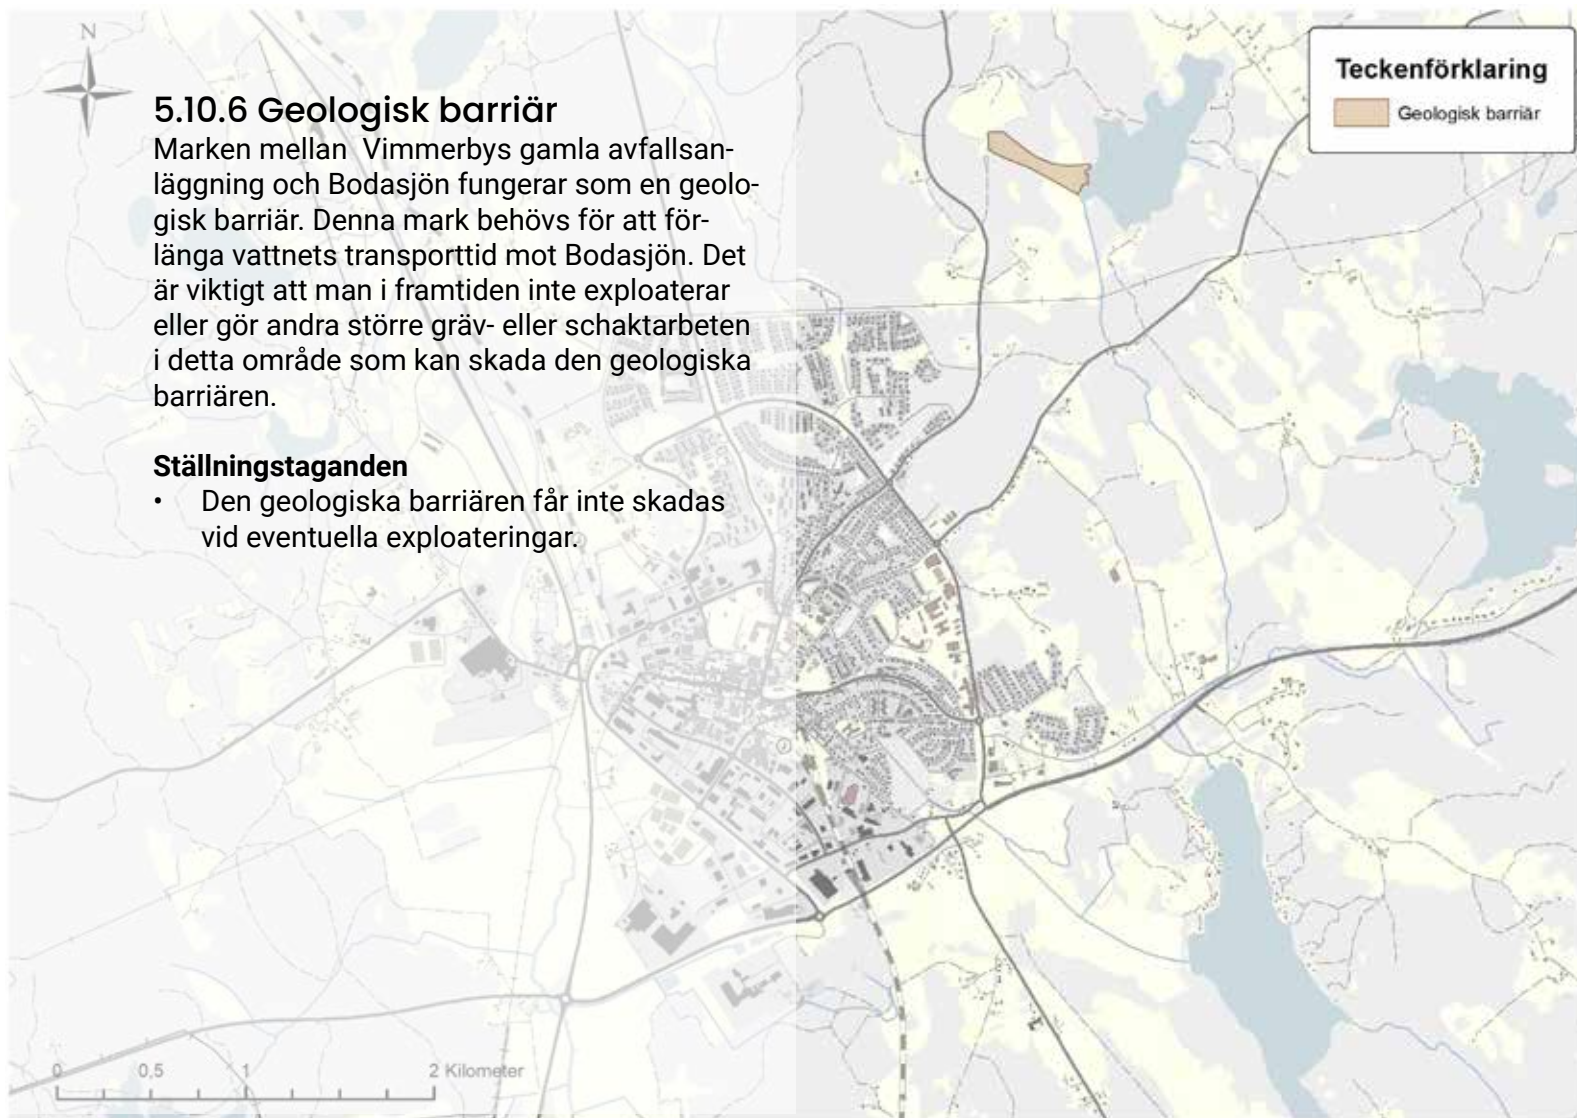 N
5.10.6 Geologisk barriär
Marken mellan Vimmerbys gamla avfallsan-
läggning och Bodasjön fungerar som en geolo-
gisk barriär. Denna mark behövs för att för-
länga vattnets transporttid mot Bodasjön. Det
är viktigt att man i framtiden inte exploaterar
eller gör andra större gräv- eller schaktarbeten
i detta område som kan skada den geologiska
barriären.
Ställningstaganden
• Den geologiska barriären får inte skadas
vid eventuella exploateringar.
Teckenförklaring
Geologisk barriär
0 0,5 1 2 Kilometer